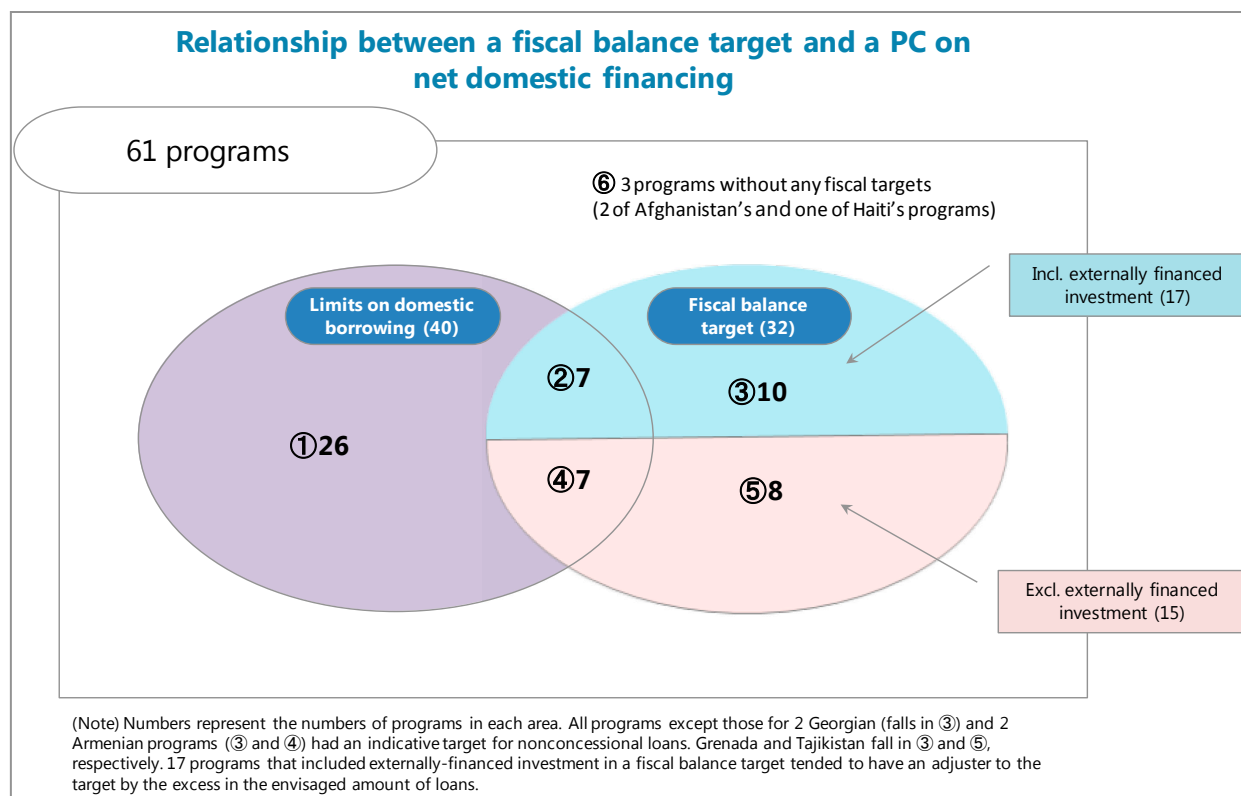 Relationship between a fiscal balance target and a PC on
net domestic financing
61 programs
⑥ 3 programs without any fiscal targets
(2 of Afghanistan's and one of Haiti's programs)
Incl. externally financed
investment (17)
Limits on domestic
borrowing (40)
Fiscal balance
target (32)
②7
③10
①26
④7
⑤8
Excl. externally financed
investment (15)
(Note) Numbers represent the numbers of programs in each area. All programs except those for 2 Georgian (falls in ③) and 2
Armenian programs (③ and ④) had an indicative target for nonconcessional loans. Grenada and Tajikistan fall in ③ and ⑤,
respectively. 17 programs that included externally-financed investment in a fiscal balance target tended to have an adjuster to the
target by the excess in the envisaged amount of loans.